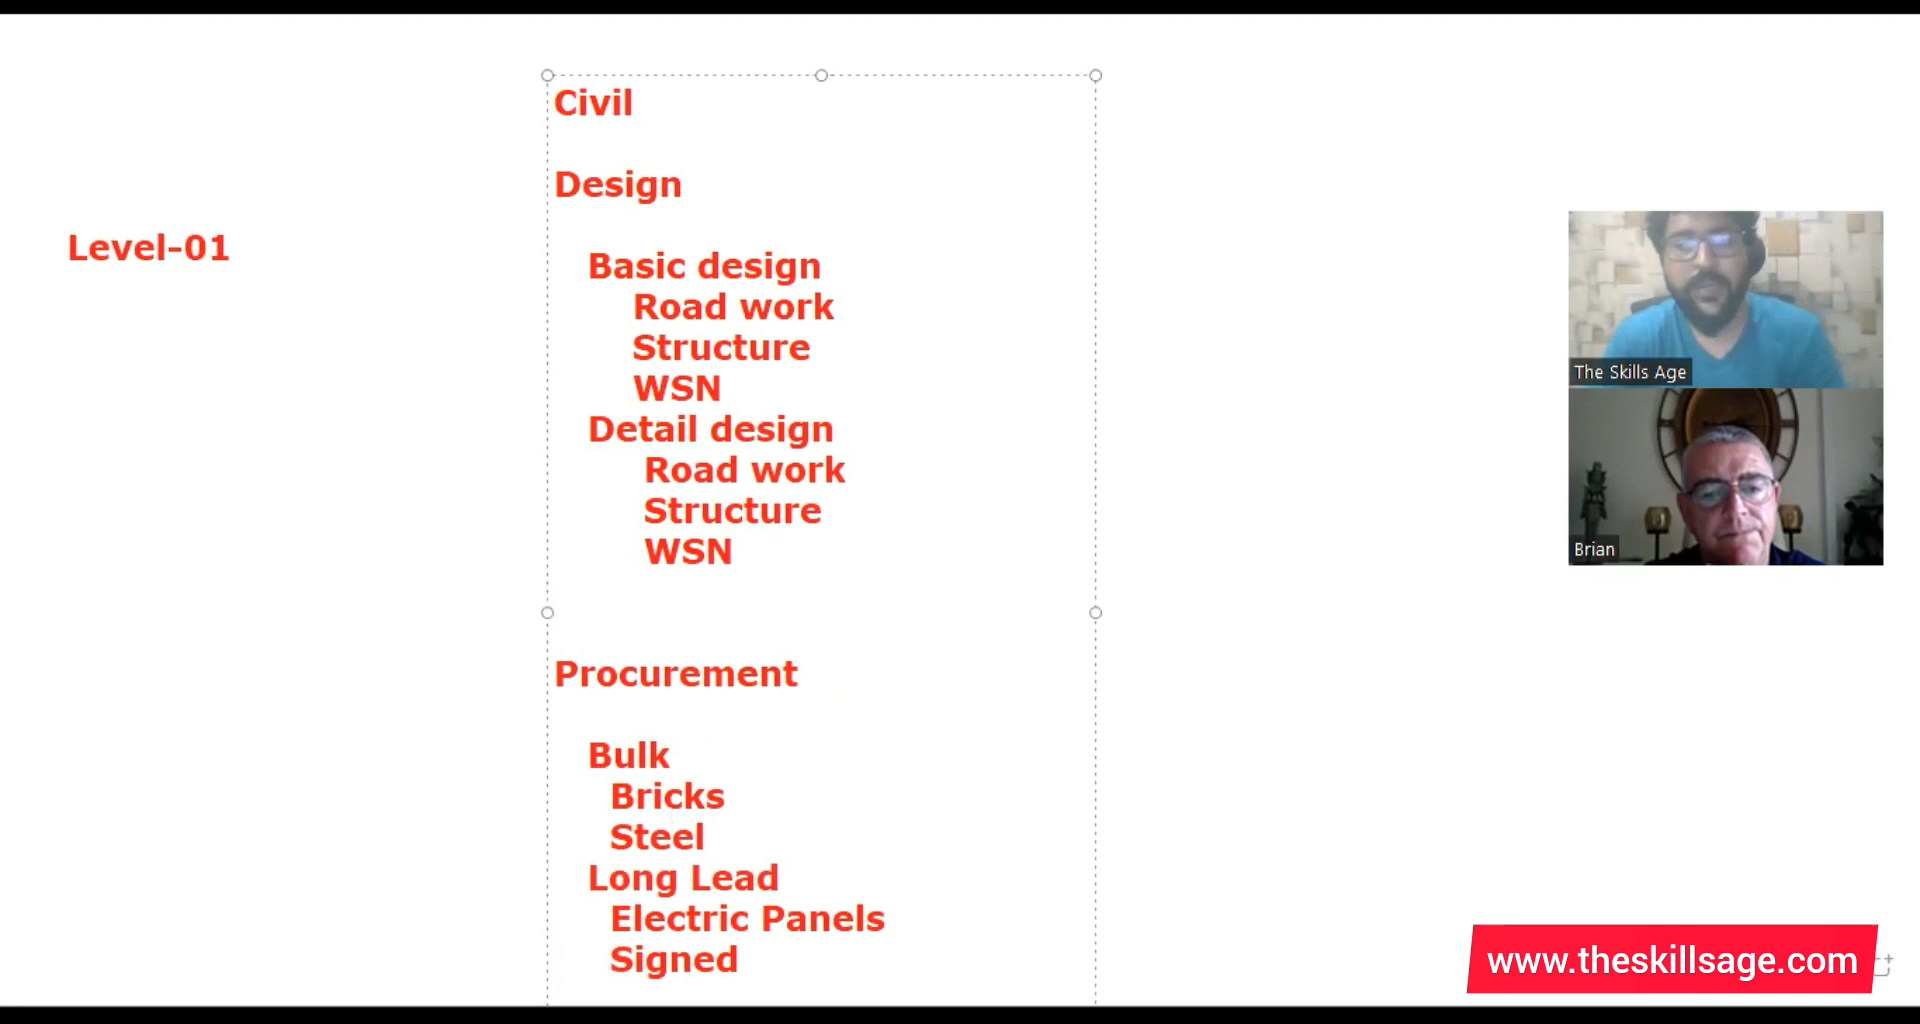 Civil
Design
Level-01
Basic design
Road work
Structure
WSN
Detail design
Road work
Structure
WSN
Procurement
Bulk
Bricks
Steel
Long Lead
Electric Panels
Signed
The Skills Age
Brian
www.theskillsage.com